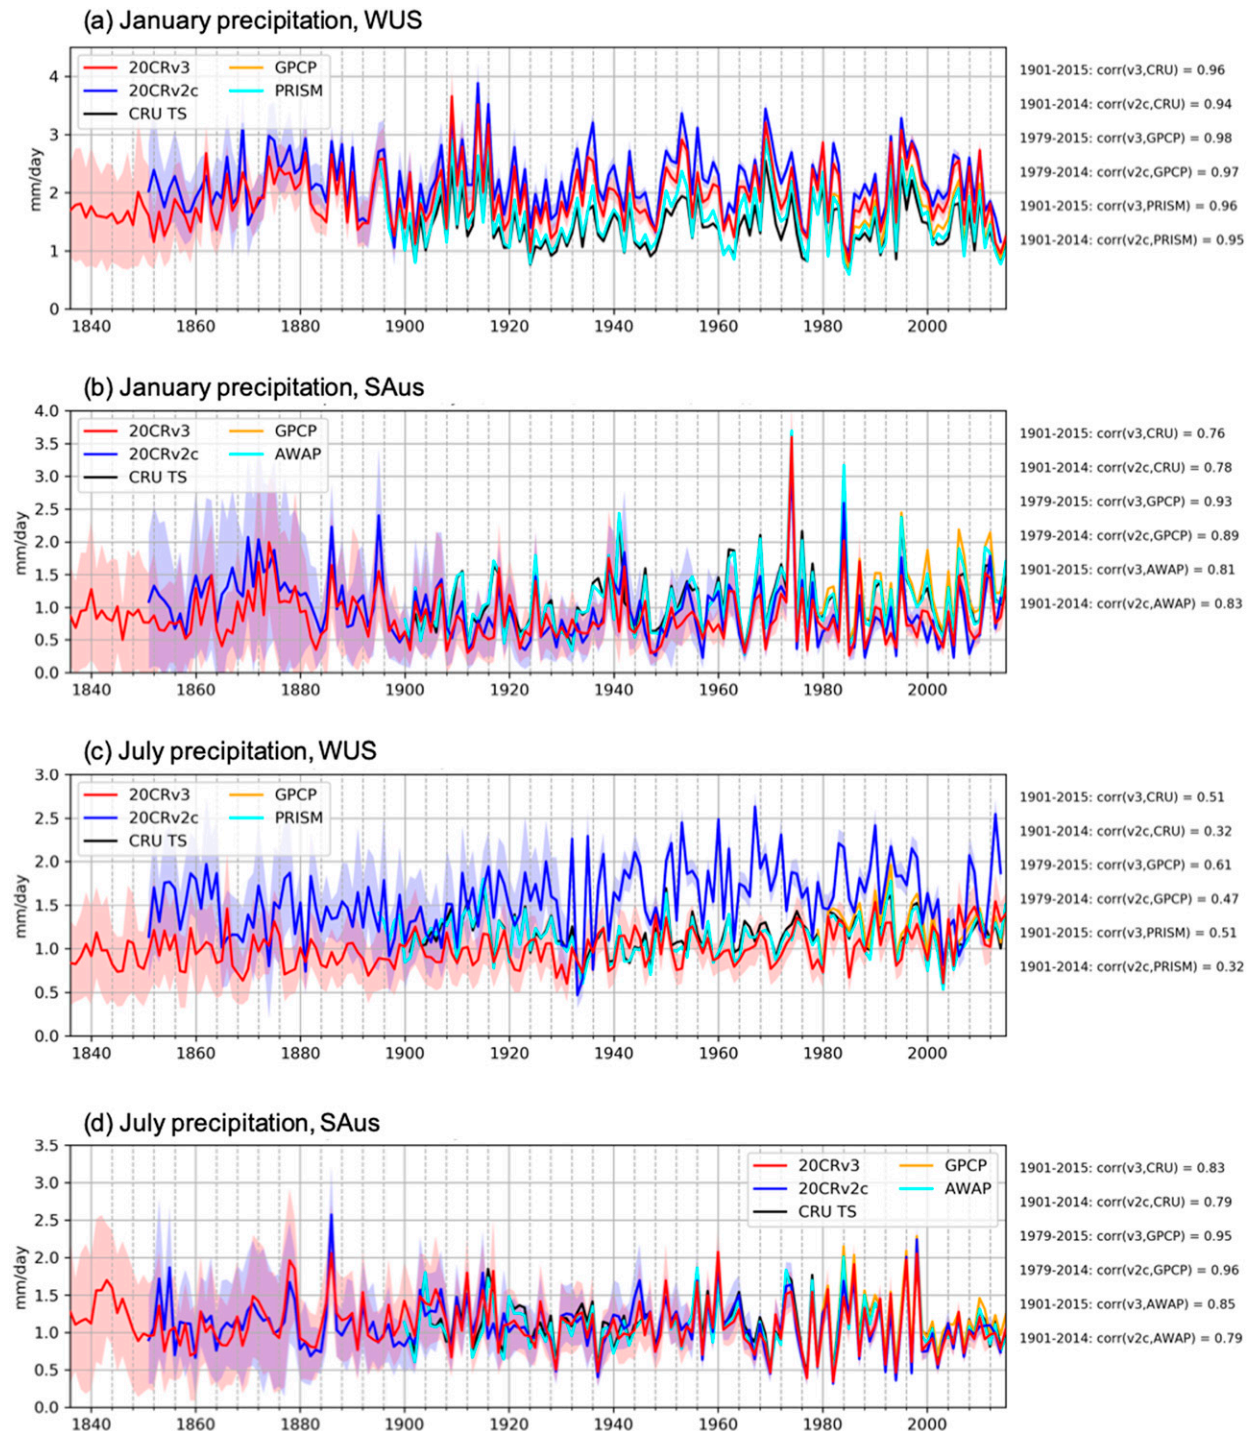 (a) January precipitation, WUS
20CRv3 GPCP
20CRv2c PRISM
CRU TS
mm/day
4
3
2
1
0
1840 1860 1880 1900 1920 1940 1960 1980 2000
1901-2015: corr(v3,CRU) = 0.96
1901-2014: corr(v2c,CRU) = 0.94
1979-2015: corr(v3,GPCP) = 0.98
1979-2014: corr(v2c,GPCP) = 0.97
1901-2015: corr(v3,PRISM) = 0.96
1901-2014: corr(v2c,PRISM) = 0.95
(b) January precipitation, SAus
20CRv3 GPCP
20CRv2c AWAP
CRU TS
mm/day
4.0
3.5
3.0
2.5
2.0
1.5
1.0
0.5
0.0
1840 1860 1880 1900 1920 1940 1960 1980 2000
1901-2015: corr(v3,CRU) = 0.76
1901-2014: corr(v2c,CRU) = 0.78
1979-2015: corr(v3,GPCP) = 0.93
1979-2014: corr(v2c,GPCP) = 0.89
1901-2015: corr(v3,AWAP) = 0.81
1901-2014: corr(v2c,AWAP) = 0.83
(c) July precipitation, WUS
20CRv3 GPCP
20CRv2c PRISM
CRU TS
mm/day
3.0
2.5
2.0
1.5
1.0
0.5
0.0
1840 1860 1880 1900 1920 1940 1960 1980 2000
1901-2015: corr(v3,CRU) = 0.51
1901-2014: corr(v2c,CRU) = 0.32
1979-2015: corr(v3,GPCP) = 0.61
1979-2014: corr(v2c,GPCP) = 0.47
1901-2015: corr(v3,PRISM) = 0.51
1901-2014: corr(v2c,PRISM) = 0.32
(d) July precipitation, SAus
20CRv3 GPCP
20CRv2c AWAP
CRU TS
mm/day
3.5
3.0
2.5
2.0
1.5
1.0
0.5
0.0
1840 1860 1880 1900 1920 1940 1960 1980 2000
1901-2015: corr(v3,CRU) = 0.83
1901-2014: corr(v2c,CRU) = 0.79
1979-2015: corr(v3,GPCP) = 0.95
1979-2014: corr(v2c,GPCP) = 0.96
1901-2015: corr(v3,AWAP) = 0.85
1901-2014: corr(v2c,AWAP) = 0.79